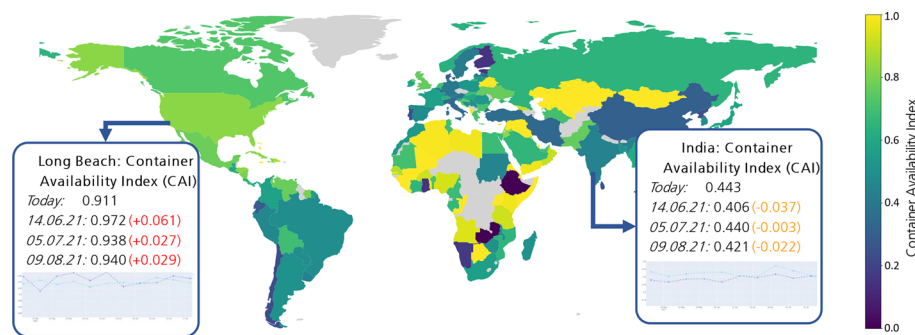 Long Beach: Container
Availability Index (CAI)
Today: 0.911
14.06.21: 0.972 (+0.061)
05.07.21: 0.938 (+0.027)
09.08.21: 0.940 (+0.029)
India: Container
Availability Index (CAI)
Today: 0.443
14.06.21: 0.406 (-0.037)
05.07.21: 0.440 (-0.003)
09.08.21: 0.421 (-0.022)
1.0
0.8
0.6
0.4
0.2
0.0
Container Availability Index